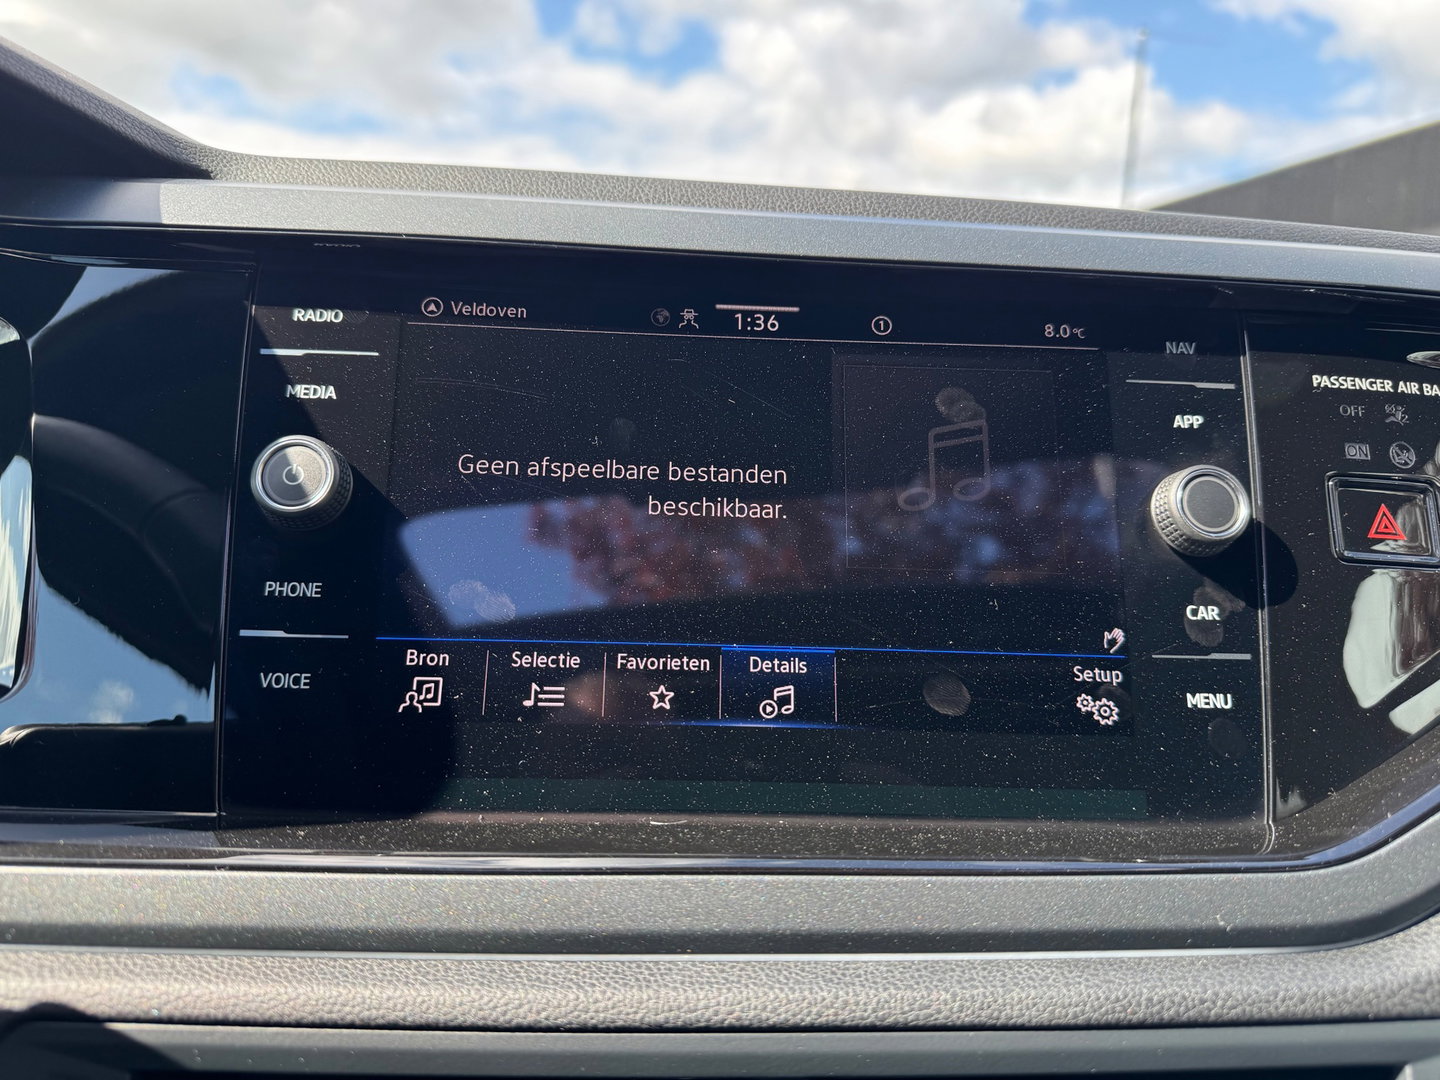 RADIO
MEDIA
PHONE
VOICE
Veldoven
1:36
1
8.0°C
Geen afspeelbare bestanden
beschikbaar.
Bron
Selectie
Favorieten
Details
Setup
NAV
APP
CAR
MENU
PASSENGER AIR BA
OFF
ON